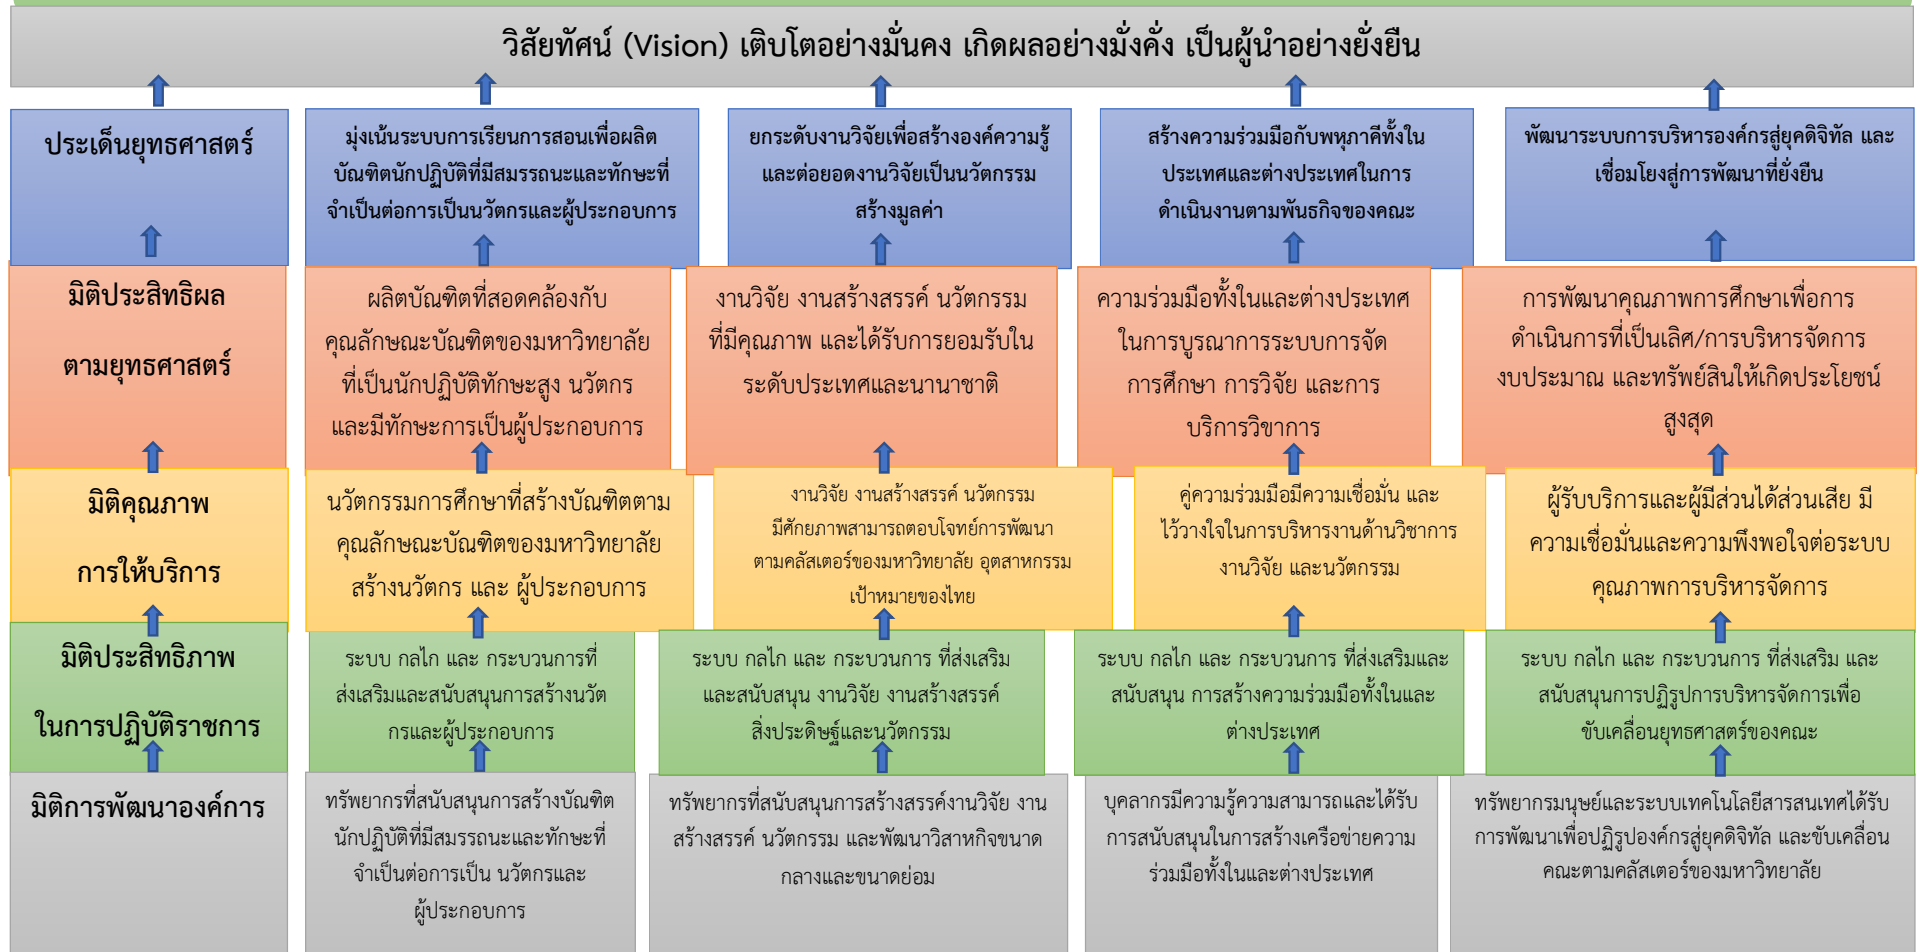 วิสัยทัศน์ (Vision) เติบโตอย่างมั่นคง เกิดผลอย่างมั่งคั่ง เป็นผู้นำอย่างยั่งยืน
ประเด็นยุทธศาสตร์
มุ่งเน้นระบบการเรียนการสอนเพื่อผลิต
บัณฑิตนักปฏิบัติที่มีสมรรถนะและทักษะที่
จำเป็นต่อการเป็นนวัตกรและผู้ประกอบการ
ยกระดับงานวิจัยเพื่อสร้างองค์ความรู้
และต่อยอดงานวิจัยเป็นนวัตกรรม
สร้างมูลค่า
สร้างความร่วมมือกับพหุภาคีทั้งใน
ประเทศและต่างประเทศในการ
ดำเนินงานตามพันธกิจของคณะ
พัฒนาระบบการบริหารองค์กรสู่ยุคดิจิทัล และ
เชื่อมโยงสู่การพัฒนาที่ยั่งยืน
มิติประสิทธิผล
ตามยุทธศาสตร์
ผลิตบัณฑิตที่สอดคล้องกับ
คุณลักษณะบัณฑิตของมหาวิทยาลัย
ที่เป็นนักปฏิบัติทักษะสูง นวัตกร
และมีทักษะการเป็นผู้ประกอบการ
งานวิจัย งานสร้างสรรค์ นวัตกรรม
ที่มีคุณภาพ และได้รับการยอมรับใน
ระดับประเทศและนานาชาติ
ความร่วมมือทั้งในและต่างประเทศ
ในการบูรณาการระบบการจัด
การศึกษา การวิจัย และการ
บริการวิขาการ
การพัฒนาคุณภาพการศึกษาเพื่อการ
ดำเนินการที่เป็นเลิศ/การบริหารจัดการ
งบประมาณ และทรัพย์สินให้เกิดประโยชน์
สูงสุด
มิติคุณภาพ
การให้บริการ
นวัตกรรมการศึกษาที่สร้างบัณฑิตตาม
คุณลักษณะบัณฑิตของมหาวิทยาลัย
สร้างนวัตกร และ ผู้ประกอบการ
งานวิจัย งานสร้างสรรค์ นวัตกรรม
มีศักยภาพสามารถตอบโจทย์การพัฒนา
ตามคลัสเตอร์ของมหาวิทยาลัย อุตสาหกรรม
เป้าหมายของไทย
คู่ความร่วมมือมีความเชื่อมั่น และ
ไว้วางใจในการบริหารงานด้านวิชาการ
งานวิจัย และนวัตกรรม
ผู้รับบริการและผู้มีส่วนได้ส่วนเสีย มี
ความเชื่อมั่นและความพึงพอใจต่อระบบ
คุณภาพการบริหารจัดการ
มิติประสิทธิภาพ
ในการปฏิบัติราชการ
ระบบ กลไก และ กระบวนการที่
ส่งเสริมและสนับสนุนการสร้างนวัต
กรและผู้ประกอบการ
ระบบ กลไก และ กระบวนการ ที่ส่งเสริม
และสนับสนุน งานวิจัย งานสร้างสรรค์
สิ่งประดิษฐ์และนวัตกรรม
ระบบ กลไก และ กระบวนการ ที่ส่งเสริมและ
สนับสนุน การสร้างความร่วมมือทั้งในและ
ต่างประเทศ
ระบบ กลไก และ กระบวนการ ที่ส่งเสริม และ
สนับสนุนการปฏิรูปการบริหารจัดการเพื่อ
ขับเคลื่อนยุทธศาสตร์ของคณะ
มิติการพัฒนาองค์การ
ทรัพยากรที่สนับสนุนการสร้างบัณฑิต
นักปฏิบัติที่มีสมรรถนะและทักษะที่
จำเป็นต่อการเป็น นวัตกรและ
ผู้ประกอบการ
ทรัพยากรที่สนับสนุนการสร้างสรรค์งานวิจัย งาน
สร้างสรรค์ นวัตกรรม และพัฒนาวิสาหกิจขนาด
กลางและขนาดย่อม
บุคลากรมีความรู้ความสามารถและได้รับ
การสนับสนุนในการสร้างเครือข่ายความ
ร่วมมือทั้งในและต่างประเทศ
ทรัพยากรมนุษย์และระบบเทคโนโลยีสารสนเทศได้รับ
การพัฒนาเพื่อปฏิรูปองค์กรสู่ยุคดิจิทัล และขับเคลื่อน
คณะตามคลัสเตอร์ของมหาวิทยาลัย